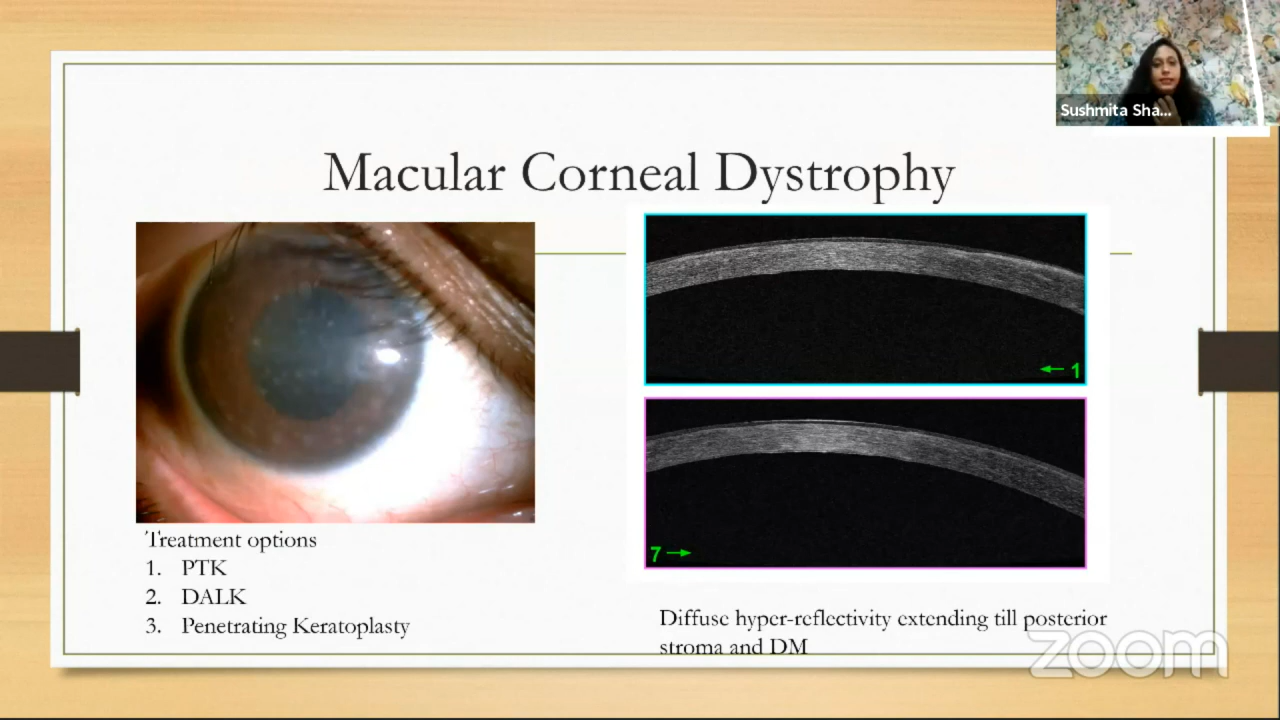 Sushmita Sha...
Macular Corneal Dystrophy
1
7
Treatment options
1. PTK
2. DALK
3. Penetrating Keratoplasty
Diffuse hyper-reflectivity extending till posterior
stroma and DM
zoom